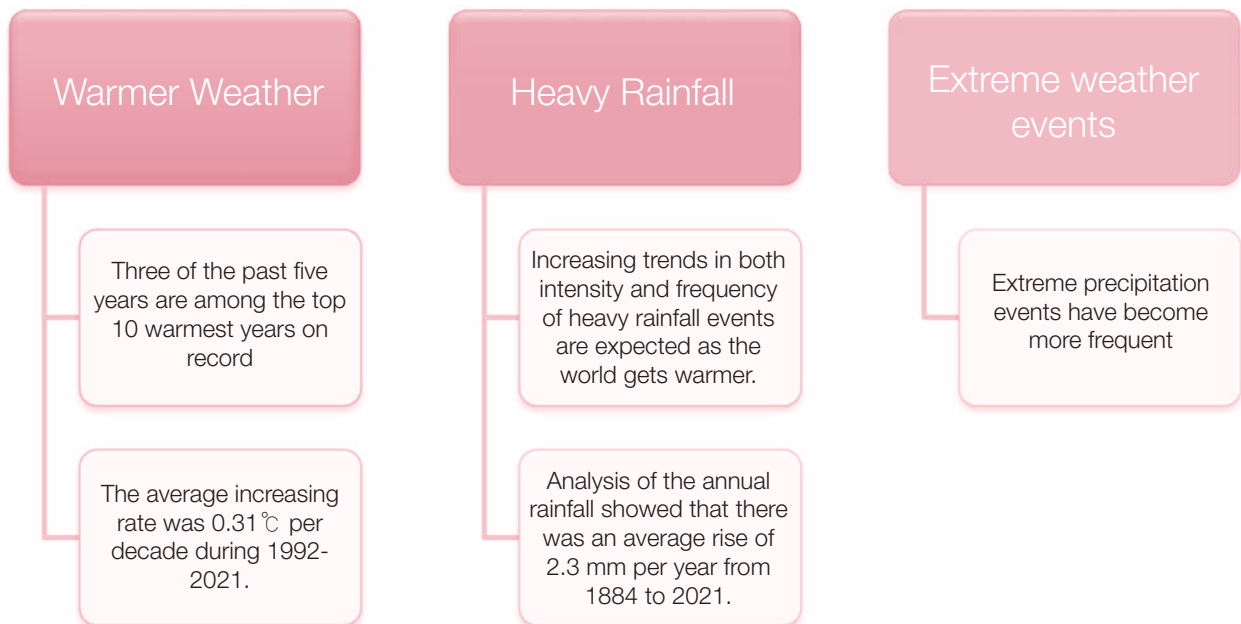 Warmer Weather
Three of the past five
years are among the top
10 warmest years on
record
The average increasing
rate was 0.31℃ per
decade during 1992-
2021.
Heavy Rainfall
Increasing trends in both
intensity and frequency
of heavy rainfall events
are expected as the
world gets warmer.
Analysis of the annual
rainfall showed that there
was an average rise of
2.3 mm per year from
1884 to 2021.
Extreme weather
events
Extreme precipitation
events have become
more frequent